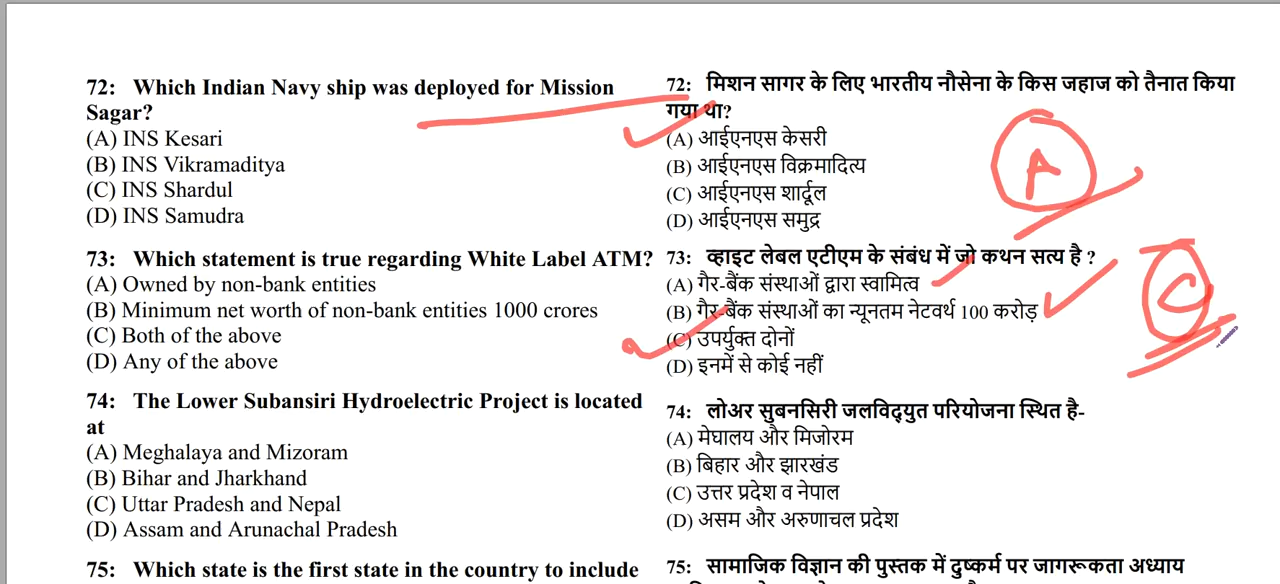 72: Which Indian Navy ship was deployed for Mission
Sagar?
(A) INS Kesari
(B) INS Vikramaditya
(C) INS Shardul
(D) INS Samudra
73: Which statement is true regarding White Label ATM?
(A) Owned by non-bank entities
(B) Minimum net worth of non-bank entities 1000 crores
(C) Both of the above
(D) Any of the above
74: The Lower Subansiri Hydroelectric Project is located
at
(A) Meghalaya and Mizoram
(B) Bihar and Jharkhand
(C) Uttar Pradesh and Nepal
(D) Assam and Arunachal Pradesh
75: Which state is the first state in the country to include
72: मिशन सागर के लिए भारतीय नौसेना के किस जहाज को तैनात किया
गया था?
(A) आईएनएस केसरी
(B) आईएनएस विक्रमादित्य
(C) आईएनएस शार्दूल
(D) आईएनएस समुद्र
A
73: व्हाइट लेबल एटीएम के संबंध में जो कथन सत्य है ?
(A) गैर-बैंक संस्थाओं द्वारा स्वामित्व
(B) गैर-बैंक संस्थाओं का न्यूनतम नेटवर्थ 100 करोड़
(C) उपर्युक्त दोनों
(D) इनमें से कोई नहीं
C
74: लोअर सुबनसिरी जलविद्युत परियोजना स्थित है-
(A) मेघालय और मिजोरम
(B) बिहार और झारखंड
(C) उत्तर प्रदेश व नेपाल
(D) असम और अरुणाचल प्रदेश
75: सामाजिक विज्ञान की पुस्तक में दुष्कर्म पर जागरूकता अध्याय